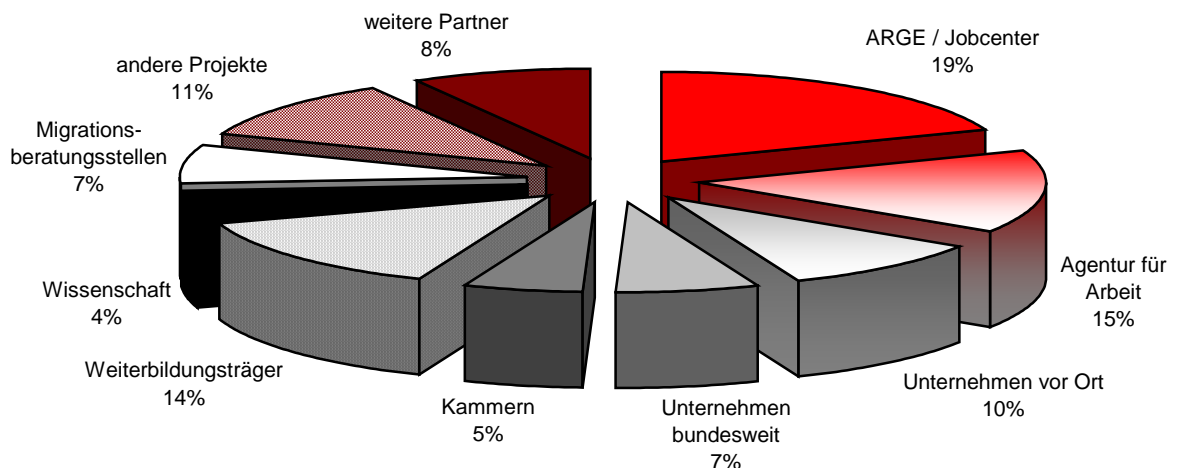 weitere Partner
8%
ARGE / Jobcenter
19%
andere Projekte
11%
Migrations-
beratungsstellen
7%
Agentur für
Arbeit
15%
Wissenschaft
4%
Weiterbildungsträger
14%
Kammern
5%
Unternehmen
bundesweit
7%
Unternehmen vor Ort
10%